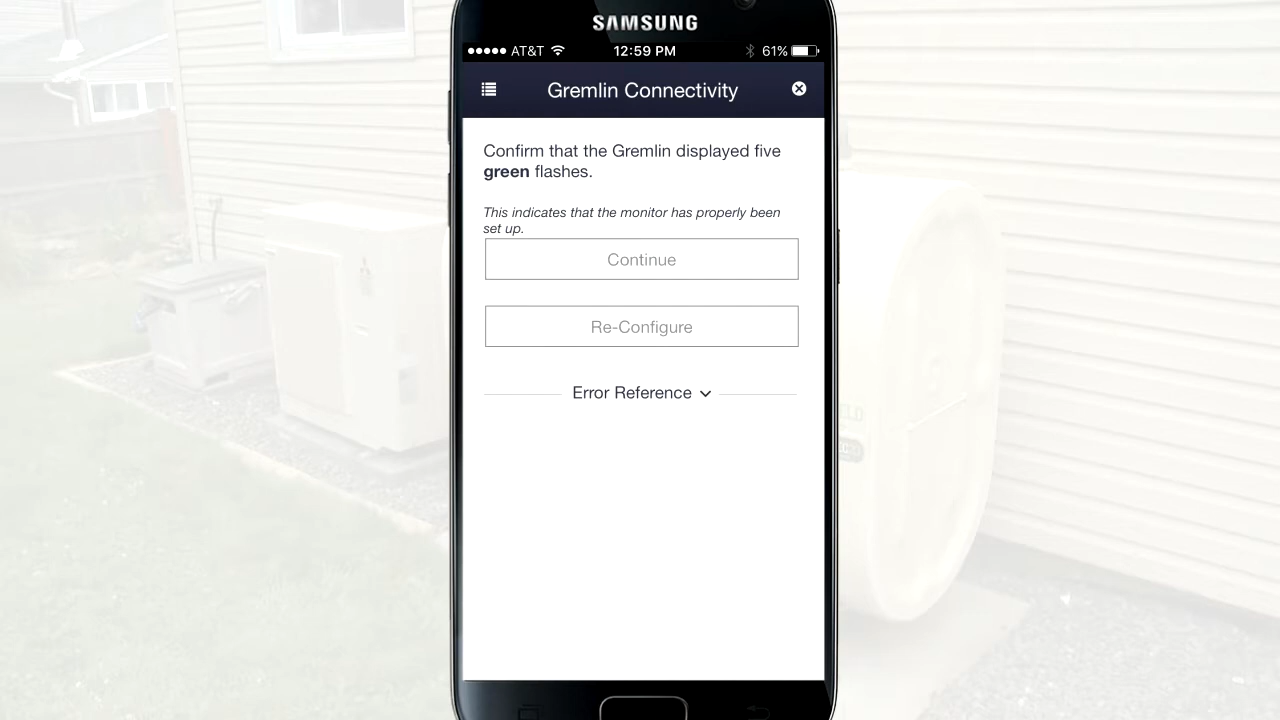 SAMSUNG
AT&T 12:59 PM 61%
Gremlin Connectivity
Confirm that the Gremlin displayed five
green flashes.
This indicates that the monitor has properly been
set up.
Continue
Re-Configure
Error Reference